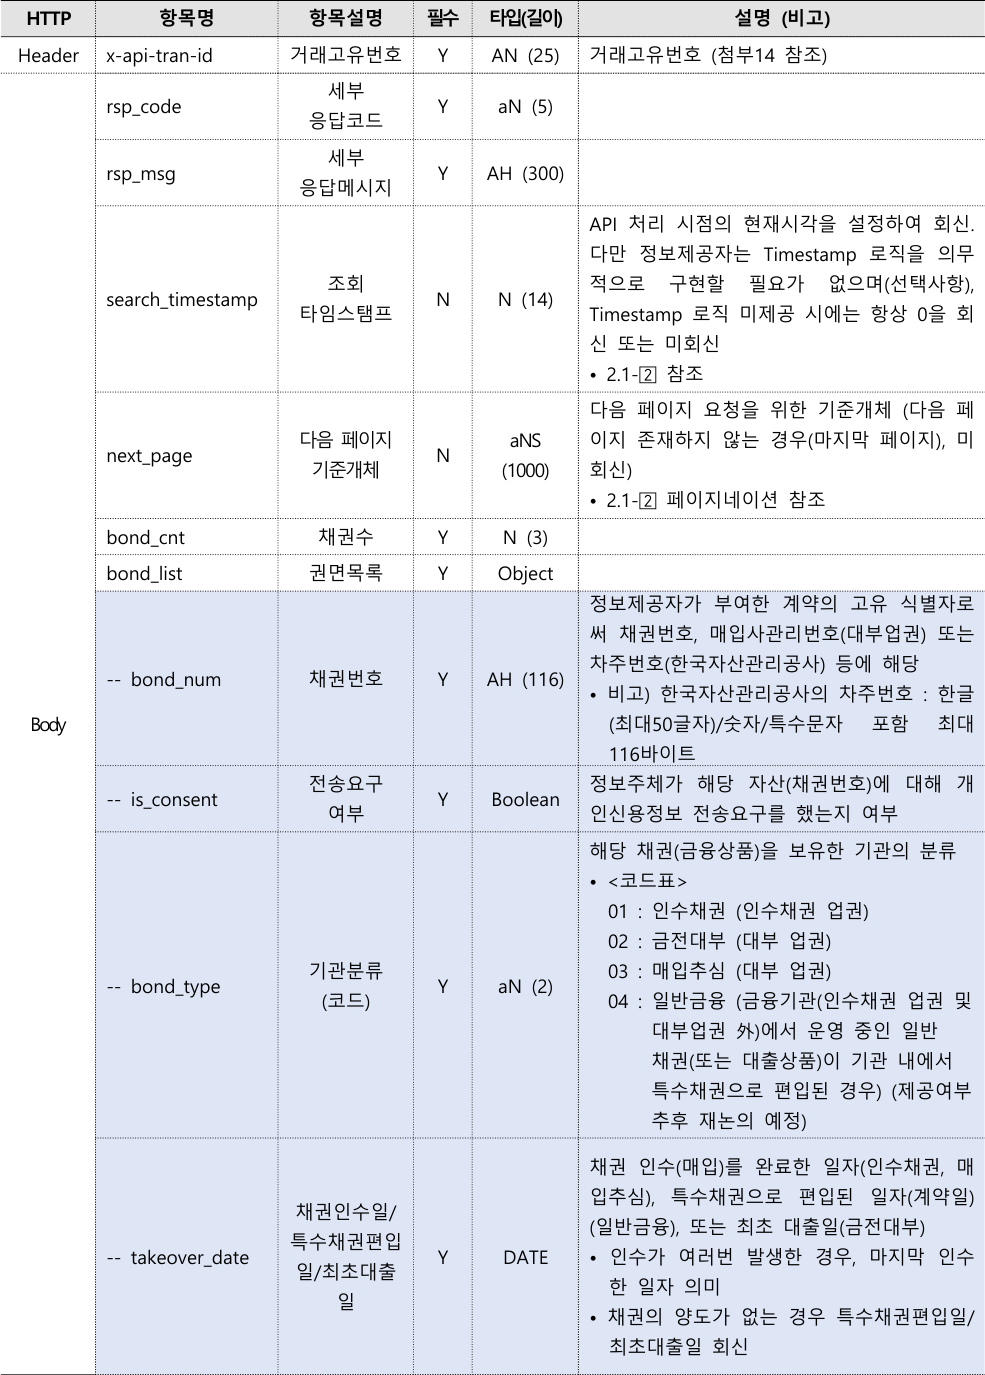 HTTP 항목명 항목설명 필수 타입(길이) 설명 (비고)
Header x-api-tran-id 거래고유번호 Y AN (25) 거래고유번호 (첨부14 참조)
Body
rsp_code 세부
응답코드 Y aN (5)
rsp_msg 세부
응답메시지 Y AH (300)
search_timestamp 조회
타임스탬프 N N (14)
API 처리 시점의 현재시각을 설정하여 회신.
다만 정보제공자는 Timestamp 로직을 의무
적으로 구현할 필요가 없으며(선택사항),
Timestamp 로직 미제공 시에는 항상 0을 회
신 또는 미회신
• 2.1-2 참조
next_page 다음 페이지
기준개체 N aNS
(1000)
다음 페이지 요청을 위한 기준개체 (다음 페
이지 존재하지 않는 경우(마지막 페이지), 미
회신)
• 2.1-2 페이지네이션 참조
bond_cnt 채권수 Y N (3)
bond_list 권면목록 Y Object
-- bond_num 채권번호 Y AH (116)
정보제공자가 부여한 계약의 고유 식별자로
써 채권번호, 매입사관리번호(대부업권) 또는
차주번호(한국자산관리공사) 등에 해당
• 비고) 한국자산관리공사의 차주번호 : 한글
(최대50글자)/숫자/특수문자 포함 최대
116바이트
-- is_consent 전송요구
여부 Y Boolean
정보주체가 해당 자산(채권번호)에 대해 개
인신용정보 전송요구를 했는지 여부
-- bond_type 기관분류
(코드) Y aN (2)
해당 채권(금융상품)을 보유한 기관의 분류
• <코드표>
01 : 인수채권 (인수채권 업권)
02 : 금전대부 (대부 업권)
03 : 매입추심 (대부 업권)
04 : 일반금융 (금융기관(인수채권 업권 및
대부업권 外)에서 운영 중인 일반
채권(또는 대출상품)이 기관 내에서
특수채권으로 편입된 경우) (제공여부
추후 재논의 예정)
-- takeover_date 채권인수일/
특수채권편입
일/최초대출
일 Y DATE
채권 인수(매입)를 완료한 일자(인수채권, 매
입추심), 특수채권으로 편입된 일자(계약일)
(일반금융), 또는 최초 대출일(금전대부)
• 인수가 여러번 발생한 경우, 마지막 인수
한 일자 의미
• 채권의 양도가 없는 경우 특수채권편입일/
최초대출일 회신